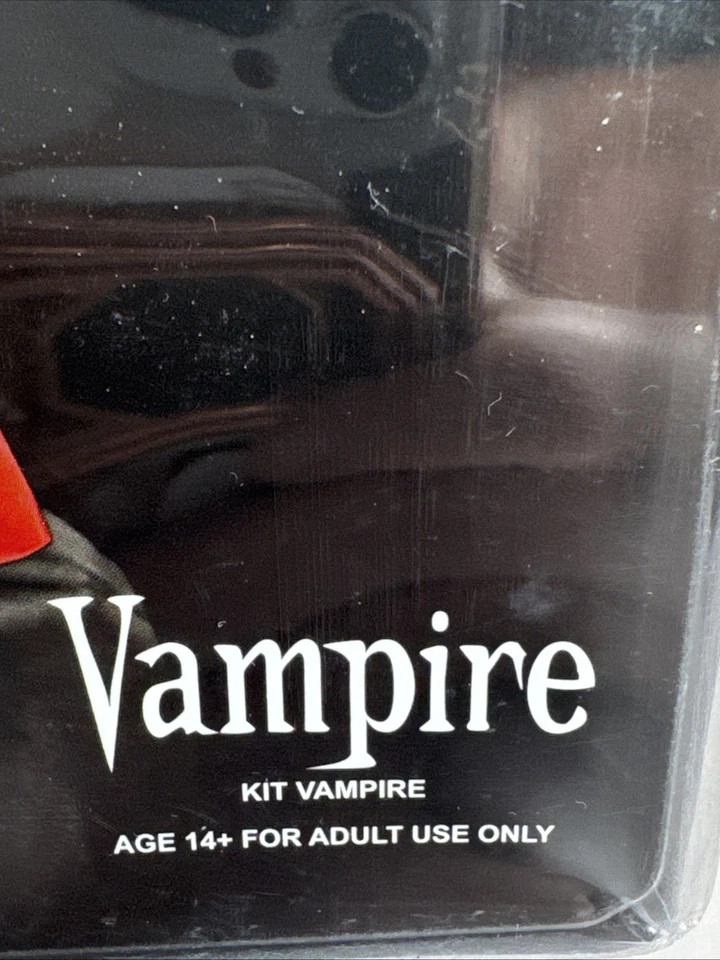 Vampire
KIT VAMPIRE
AGE 14+ FOR ADULT USE ONLY